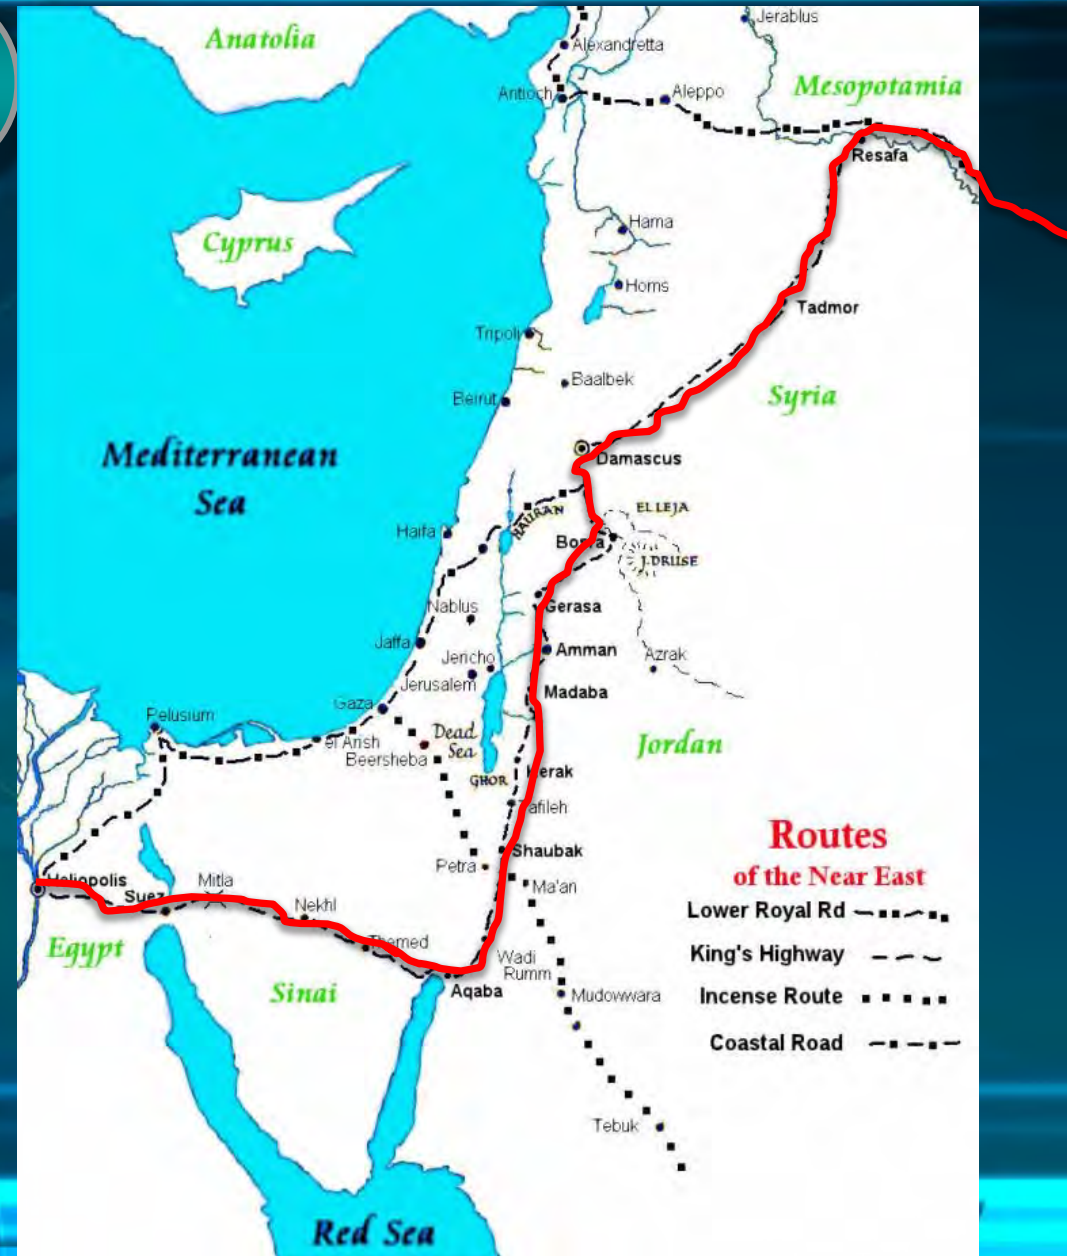 Jerablus
Anatolia
Alexandretta
Mesopotamia
Antioch
Aleppo
Resafa
Hama
Cyprus
Homs
Tadmor
Tripoli
Baalbek
Syria
Beirut
Mediterranean
Sea
Damascus
EL LEJA
HAURAN
Haifa
Bosra
J.DRUSE
Nablus
Gerasa
Jaffa
Amman
Azrak
Jericho
Jerusalem
Madaba
Gaza
Pelusium
Dead
Sea
el Arish
Jordan
Beersheba
GHOR
Kerak
Tafileh
Routes
of the Near East
Shaubak
Petra
Ma'an
Heliopolis
Mitla
Suez
Nekhl
Lower Royal Rd
Egypt
Themed
King's Highway
Wadi
Rumm
Sinai
Aqaba
Mudowwara
Incense Route
Coastal Road
Tebuk
Red Sea